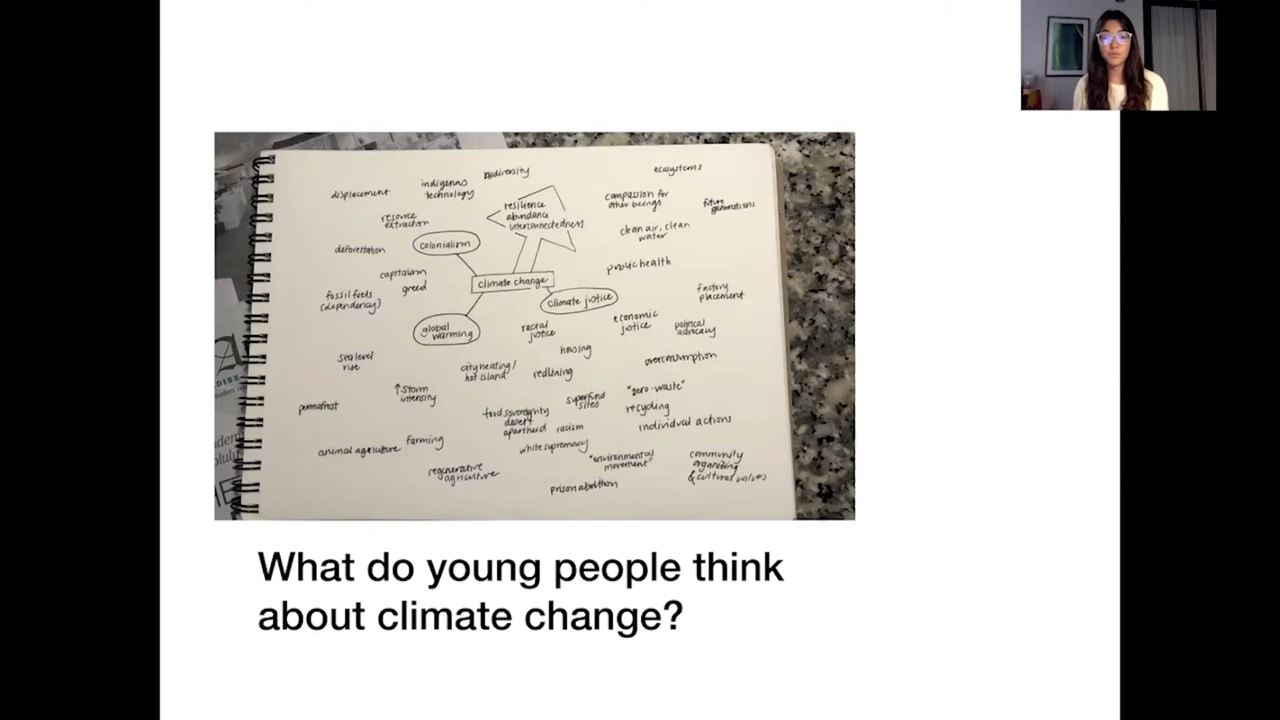 displacement
indigenous
technology
biodiversity
ecosystems
resource
extraction
resilience
abundance
interconnectedness
compassion for
other beings
future
generations
deforestation
colonialism
clean air, clean
water
capitalism
greed
climate change
public health
fossil fuels
(dependency)
climate justice
factory
placement
global
warming
racial
justice
economic
justice
political
advocacy
sea level
rise
city heating/
hot island
housing
redlining
overconsumption
↑ storm
intensity
superfund
sites
"zero-waste"
recycling
permafrost
food sovereignty
desert
apartheid
racism
individual actions
animal agriculture
farming
white supremacy
"environmental
movement"
community
organizing
& cultural values
regenerative
agriculture
prison abolition
What do young people think
about climate change?